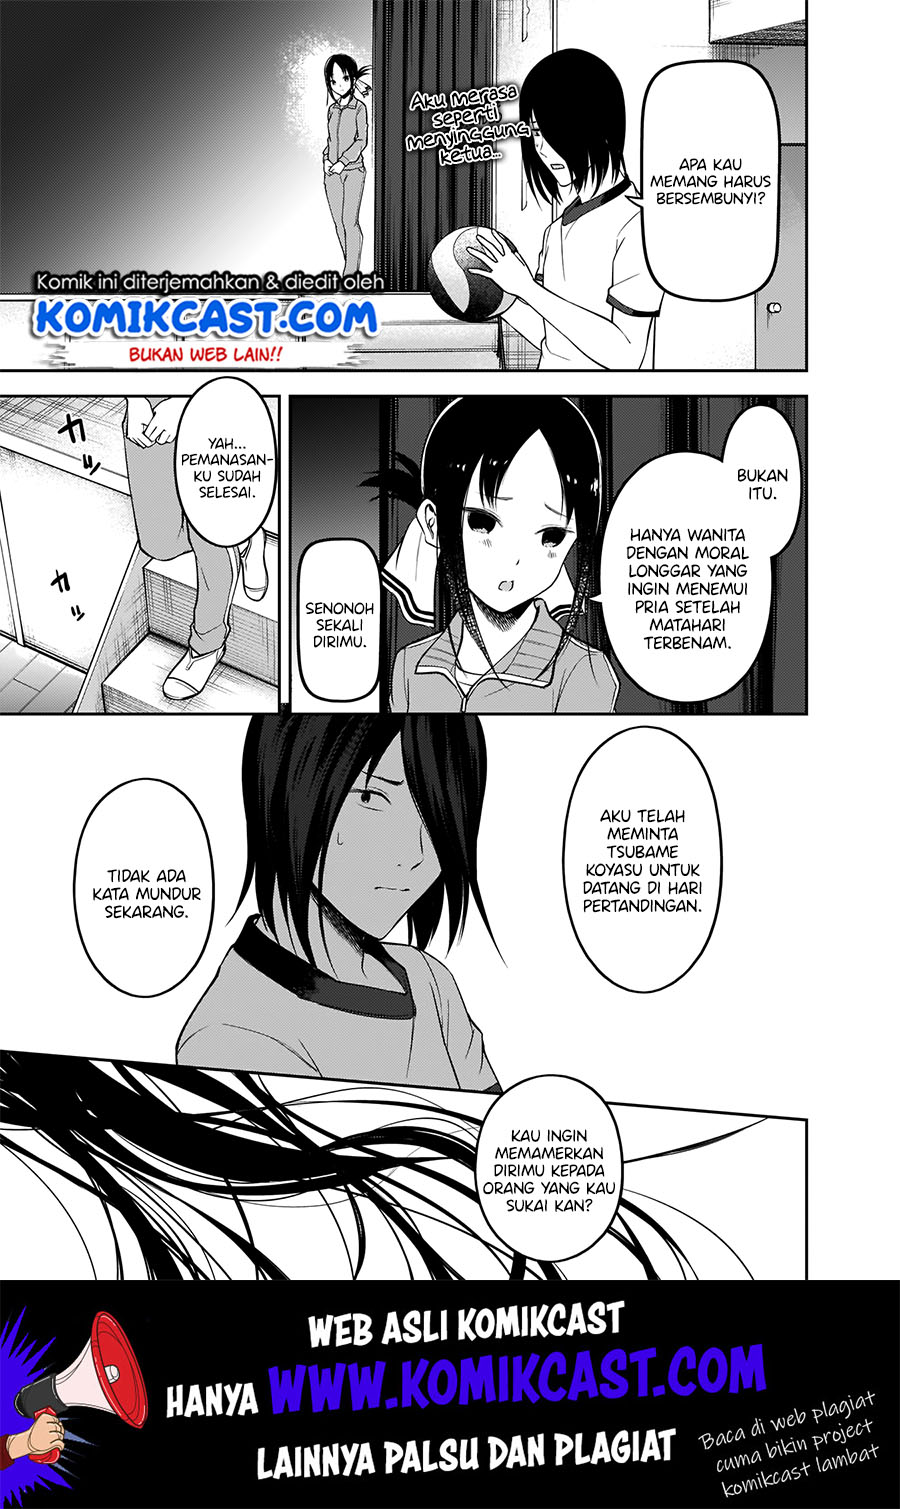 APA KAU
MEMANG HARUS
BERSEMBUNYI?
Aku merasa
seperti
menyinggung
ketua...
Komik ini diterjemahkan & diedit oleh
KOMIKCAST.COM
BUKAN WEB LAIN!!
BUKAN
ITU.
HANYA WANITA
DENGAN MORAL
LONGGAR YANG
INGIN MENEMUI
PRIA SETELAH
MATAHARI
TERBENAM.
SENONOH
SEKALI
DIRIMU.
YAH...
PEMANASAN-
KU SUDAH
SELESAI.
カッ
カッ
AKU TELAH
MEMINTA
TSUBAME
KOYASU UNTUK
DATANG DI HARI
PERTANDINGAN.
TIDAK ADA
KATA MUNDUR
SEKARANG.
KAU INGIN
MEMAMERKAN
DIRIMU KEPADA
ORANG YANG KAU
SUKAI KAN?
WEB ASLI KOMIKCAST
HANYA WWW.KOMIKCAST.COM
LAINNYA PALSU DAN PLAGIAT
Baca di web plagiat
cuma bikin project
komikcast lambat